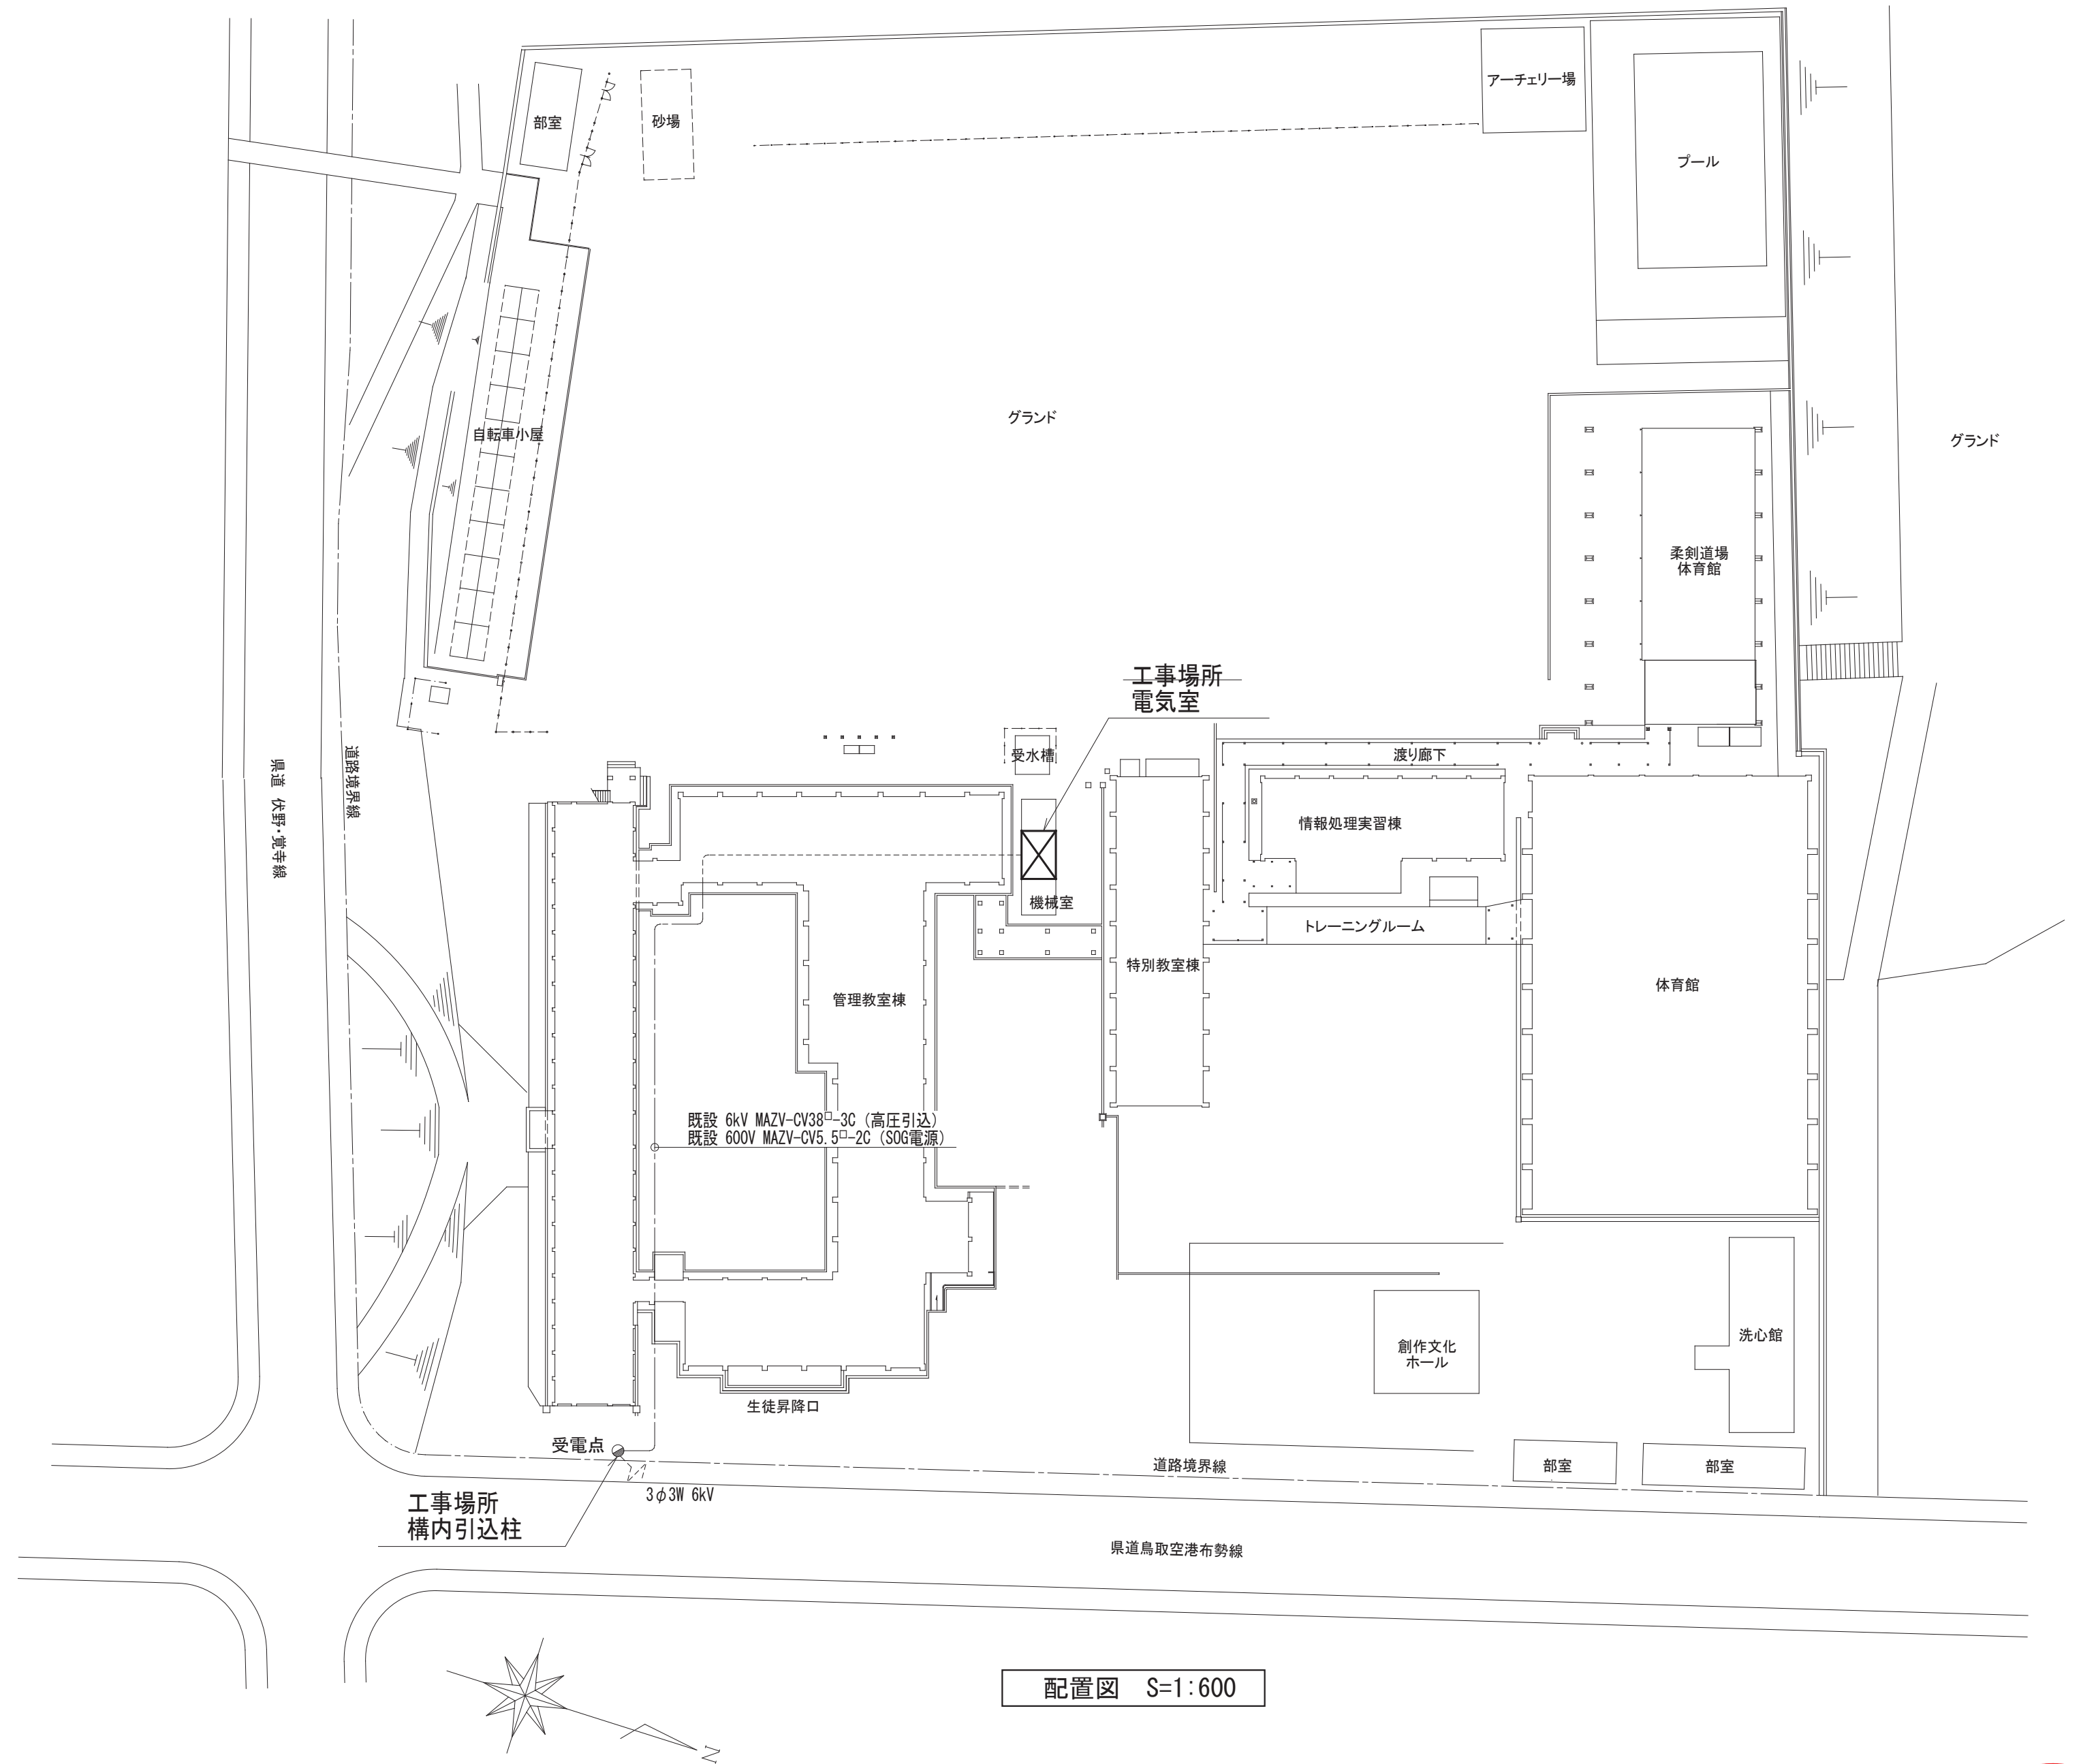 アーチェリー場
部室
砂場
プール
グランド
グランド
自転車小屋
柔剣道場
体育館
工事場所
電気室
受水槽
渡り廊下
道路境界線
県道 伏野・覚寺線
情報処理実習棟
機械室
トレーニングルーム
特別教室棟
体育館
管理教室棟
既設 6kV MAZV-CV38□-3C (高圧引込)
既設 600V MAZV-CV5.5□-2C (SOG電源)
創作文化
ホール
洗心館
生徒昇降口
受電点
道路境界線
部室
部室
3φ3W 6kV
工事場所
構内引込柱
県道鳥取空港布勢線
配置図 S=1:600
N